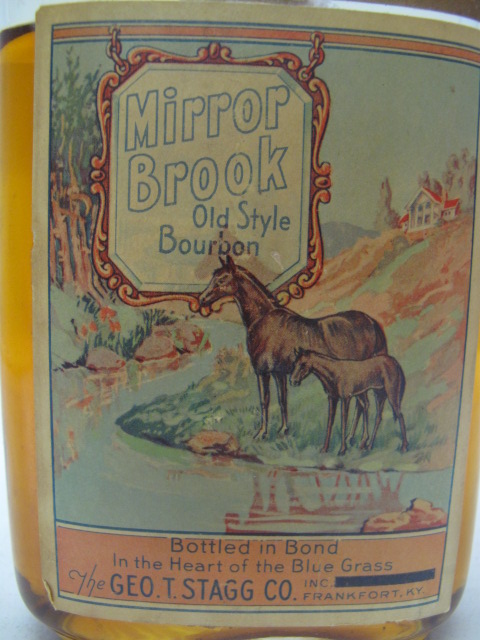 Mirror
Brook
Old Style
Bourbon
Bottled in Bond
In the Heart of the Blue Grass
The GEO. T. STAGG CO. INC.
FRANKFORT, KY.